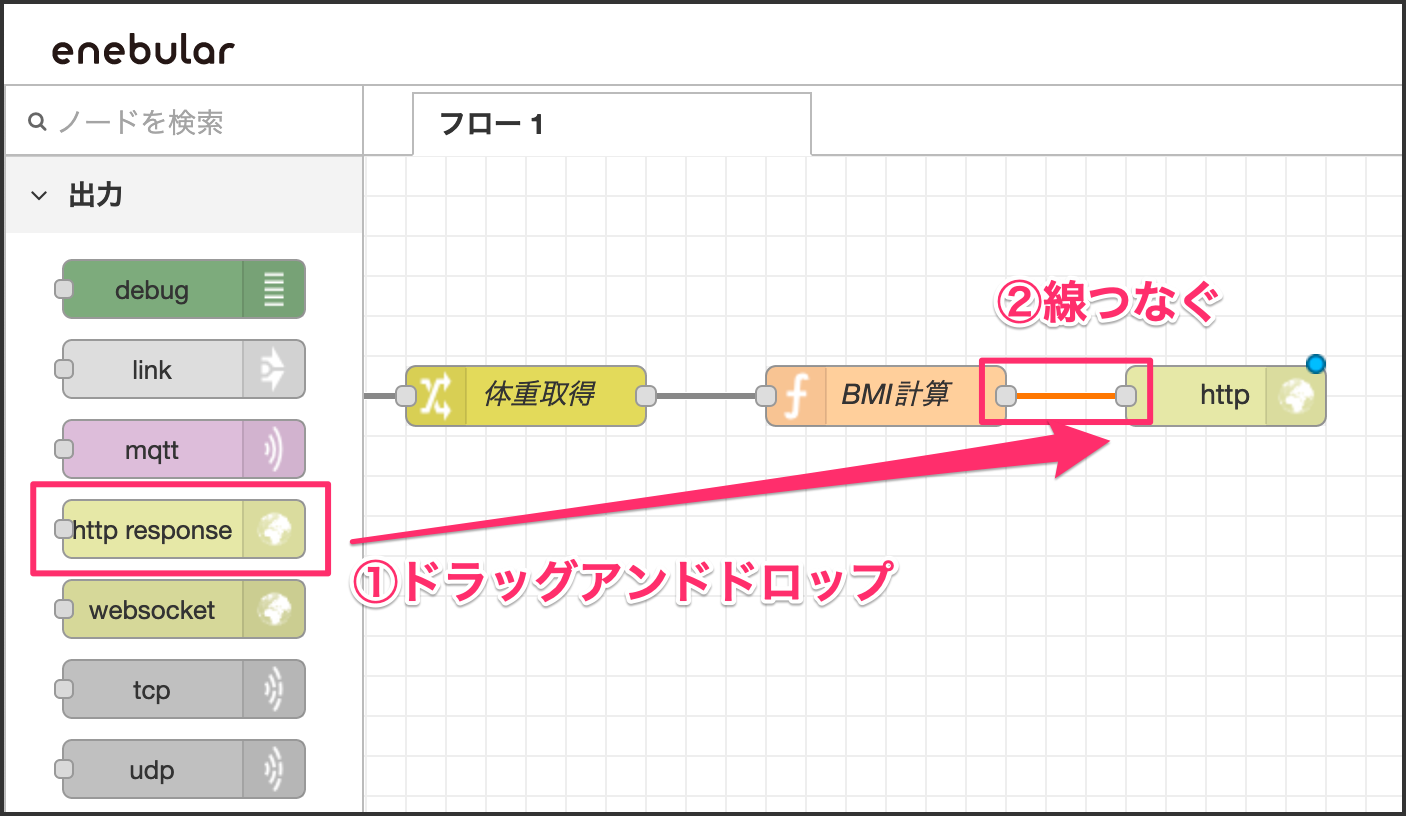 enebular
ノードを検索
フロー 1
出力
debug
link
mqtt
http response
websocket
tcp
udp
②線つなぐ
体重取得
BMI計算
http
①ドラッグアンドドロップ